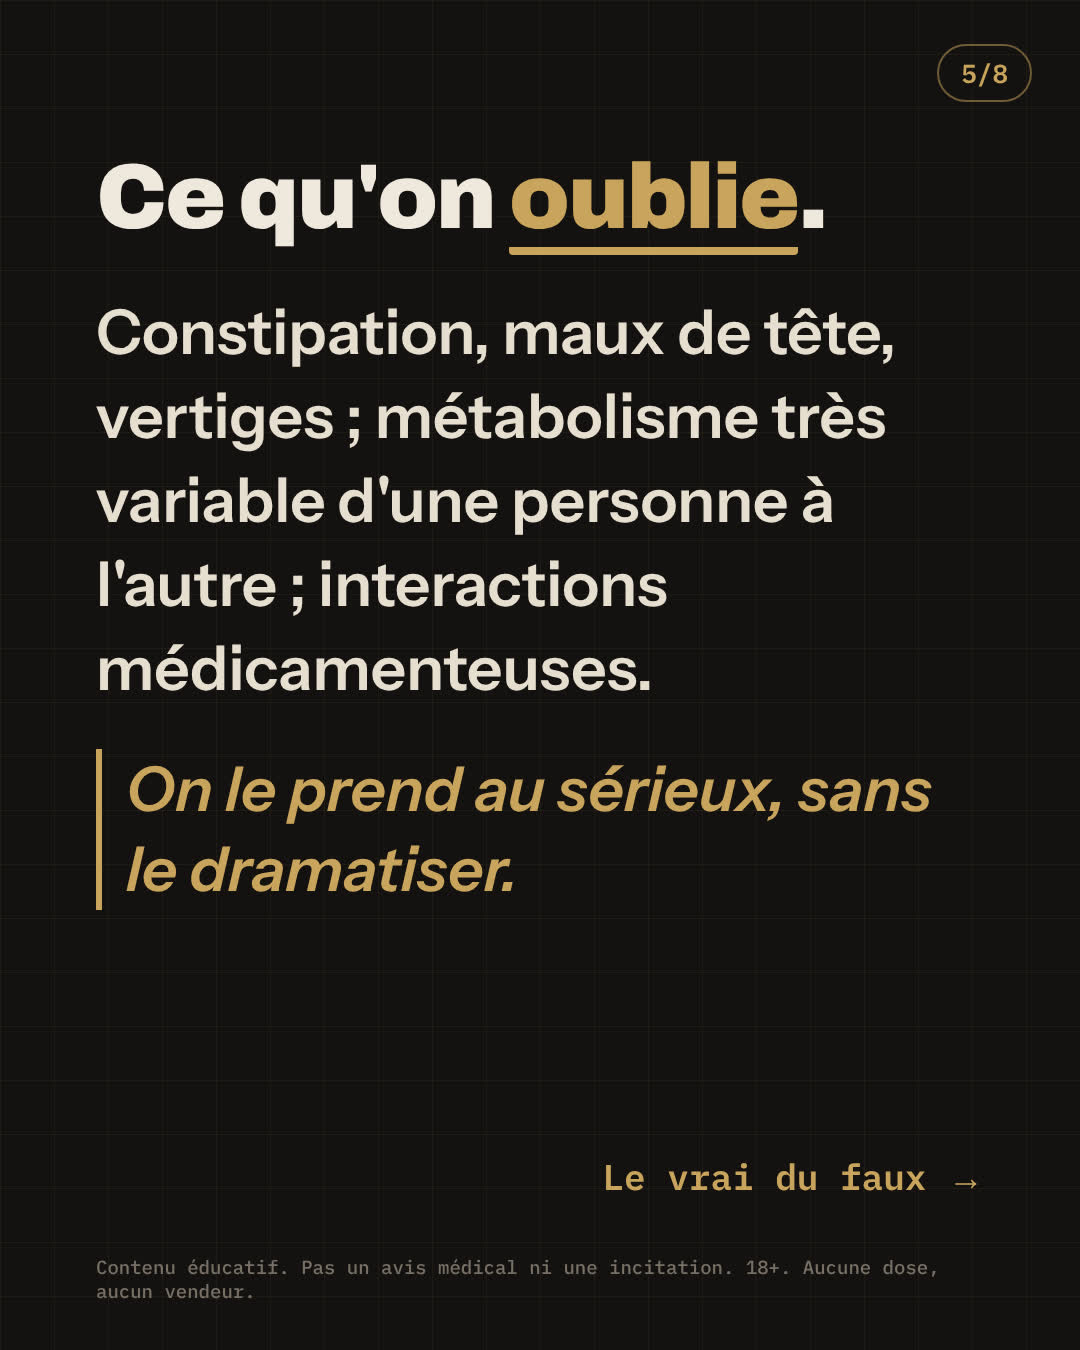 5/8
Ce qu'on oublie.
Constipation, maux de tête,
vertiges ; métabolisme très
variable d'une personne à
l'autre ; interactions
médicamenteuses.
On le prend au sérieux, sans
le dramatiser.
Le vrai du faux →
Contenu éducatif. Pas un avis médical ni une incitation. 18+. Aucune dose,
aucun vendeur.